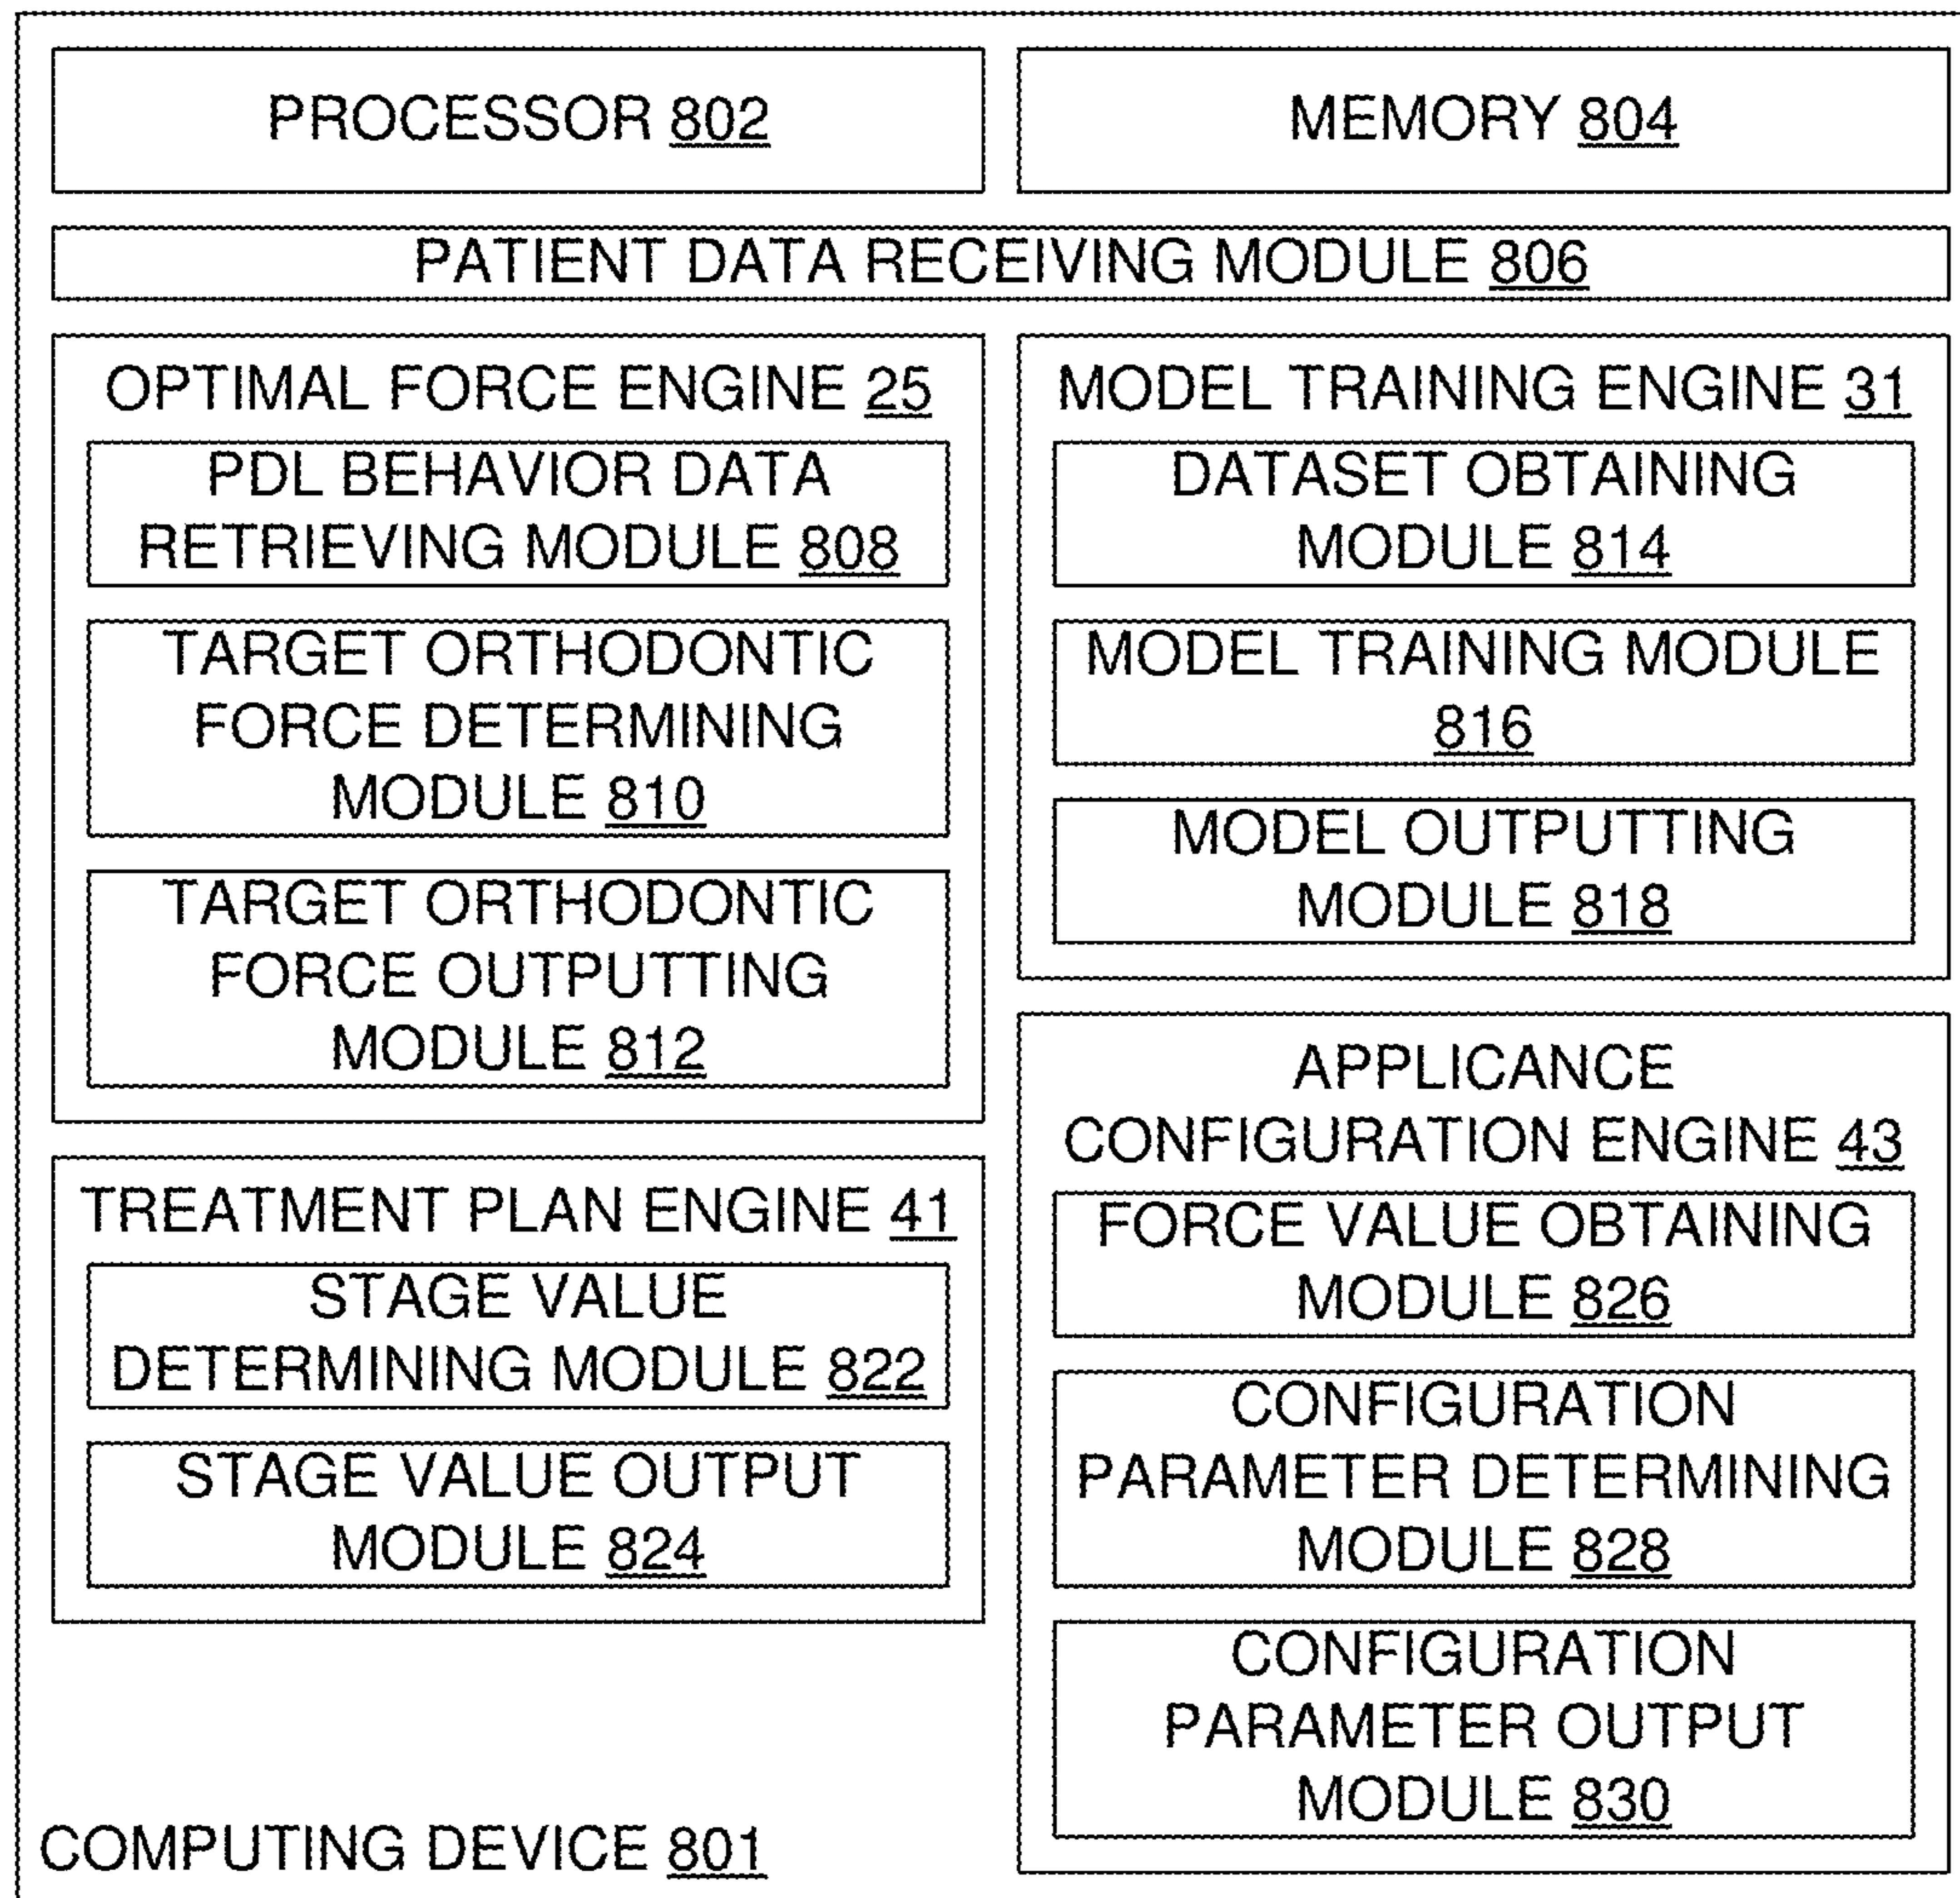 PROCESSOR 802
MEMORY 804
PATIENT DATA RECEIVING MODULE 806
OPTIMAL FORCE ENGINE 25
PDL BEHAVIOR DATA
RETRIEVING MODULE 808
TARGET ORTHODONTIC
FORCE DETERMINING
MODULE 810
TARGET ORTHODONTIC
FORCE OUTPUTTING
MODULE 812
TREATMENT PLAN ENGINE 41
STAGE VALUE
DETERMINING MODULE 822
STAGE VALUE OUTPUT
MODULE 824
MODEL TRAINING ENGINE 31
DATASET OBTAINING
MODULE 814
MODEL TRAINING MODULE
816
MODEL OUTPUTTING
MODULE 818
APPLICANCE
CONFIGURATION ENGINE 43
FORCE VALUE OBTAINING
MODULE 826
CONFIGURATION
PARAMETER DETERMINING
MODULE 828
CONFIGURATION
PARAMETER OUTPUT
MODULE 830
COMPUTING DEVICE 801